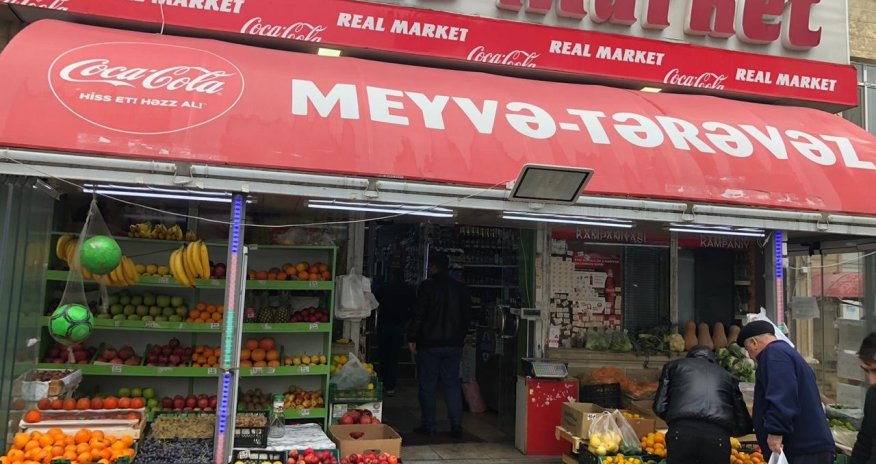 Market
Coca-Cola REAL MARKET Coca-Cola REAL MARKET Coca-Cola REAL MARKET
Coca-Cola
HİSS ET! HƏZZ AL!
MEYVƏ-TƏRƏVƏZ
KAMPANİYASI
KAMPANİY